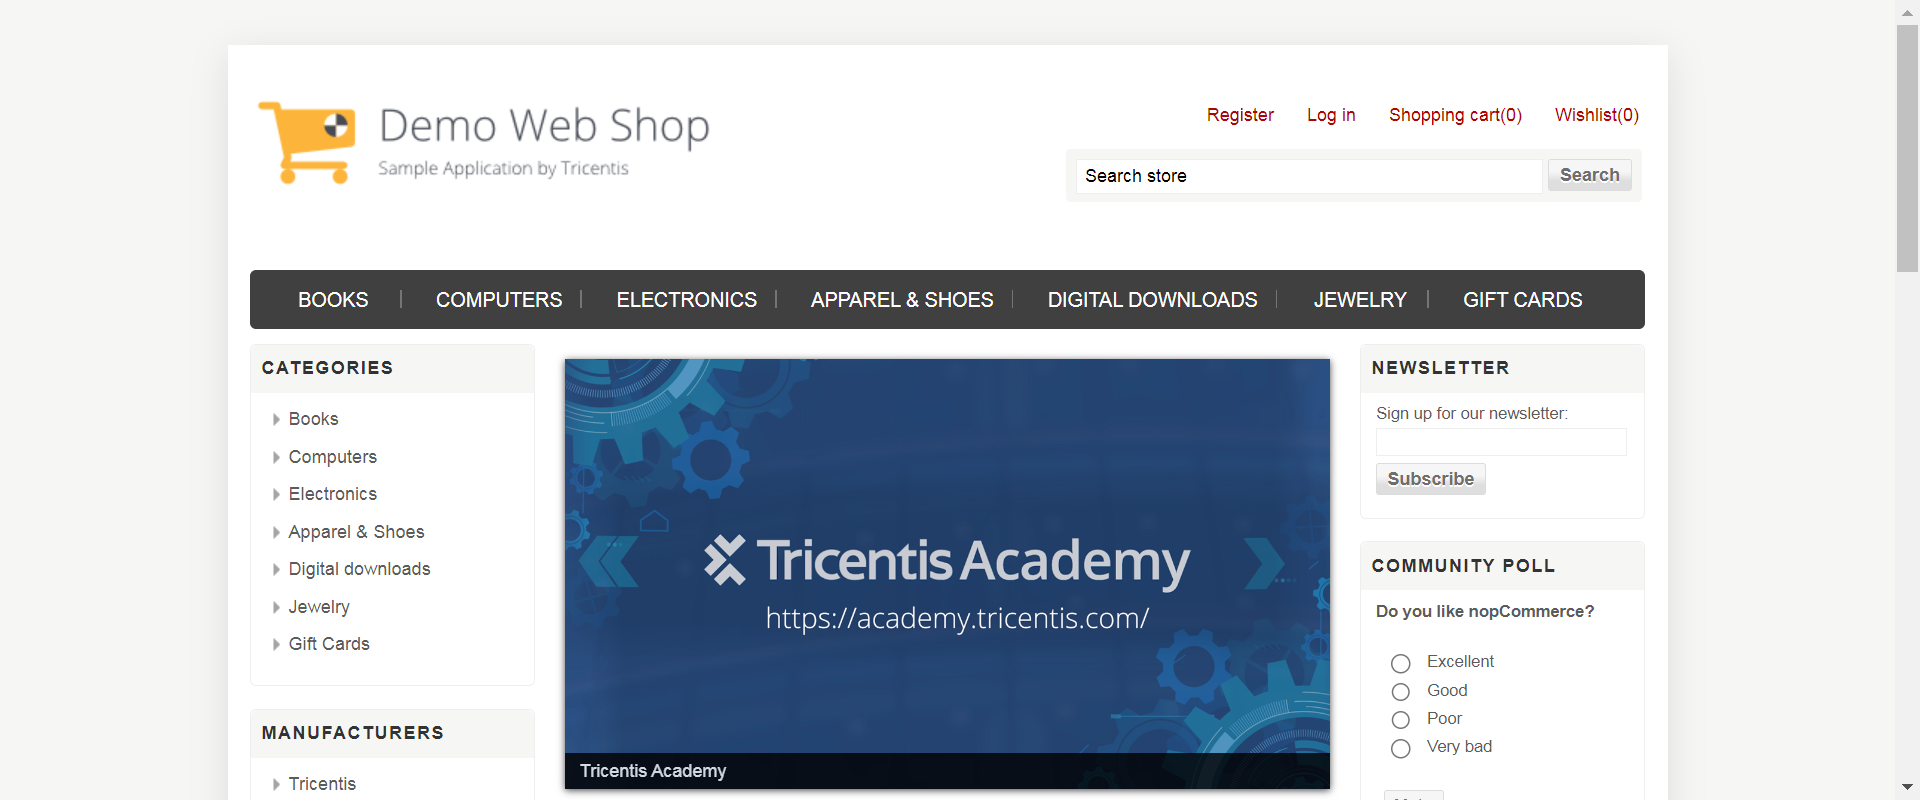 Demo Web Shop
Sample Application by Tricentis
Register Log in Shopping cart(0) Wishlist(0)
Search store Search
BOOKS COMPUTERS ELECTRONICS APPAREL & SHOES DIGITAL DOWNLOADS JEWELRY GIFT CARDS
CATEGORIES
Books
Computers
Electronics
Apparel & Shoes
Digital downloads
Jewelry
Gift Cards
MANUFACTURERS
Tricentis
Tricentis Academy
https://academy.tricentis.com/
Tricentis Academy
NEWSLETTER
Sign up for our newsletter:
Subscribe
COMMUNITY POLL
Do you like nopCommerce?
Excellent
Good
Poor
Very bad